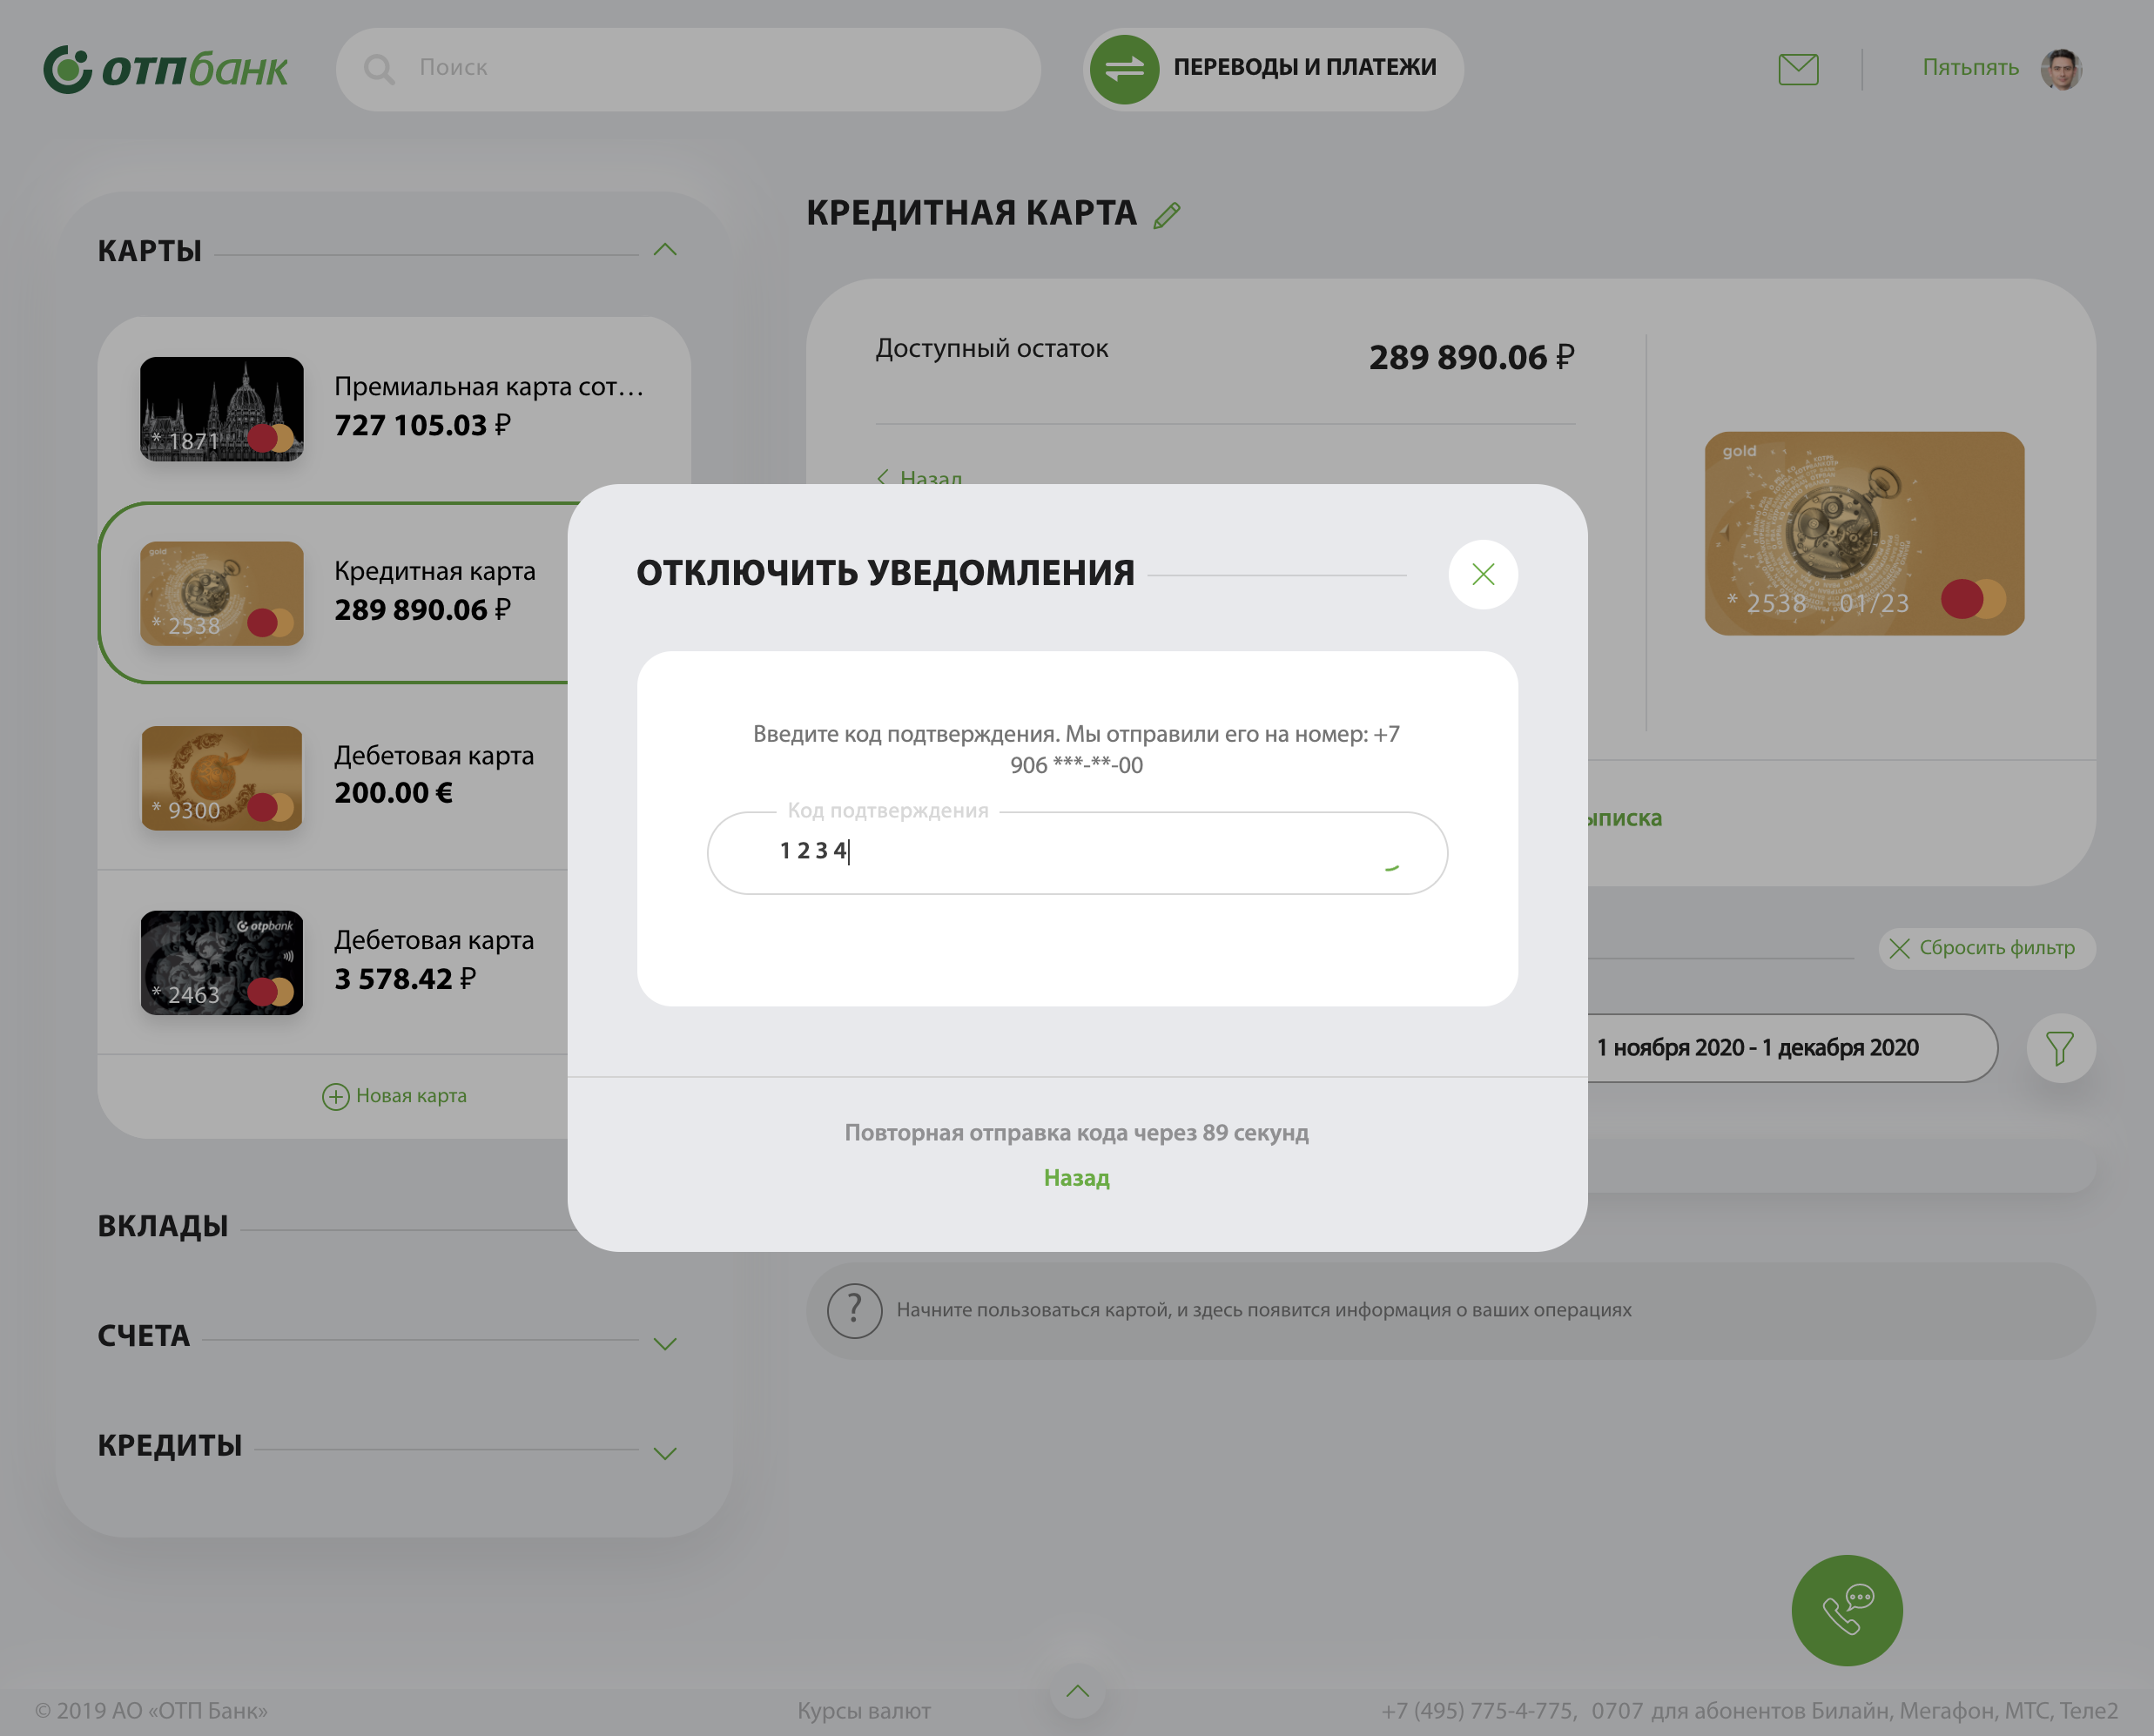 ОТПбанк
Поиск
ПЕРЕВОДЫ И ПЛАТЕЖИ
Пятьпять
КАРТЫ
* 1871
Премиальная карта сот...
727 105.03 ₽
gold
* 2538
Кредитная карта
289 890.06 ₽
* 9300
Дебетовая карта
200.00 €
otpbank
* 2463
Дебетовая карта
3 578.42 ₽
Новая карта
ВКЛАДЫ
СЧЕТА
КРЕДИТЫ
КРЕДИТНАЯ КАРТА
Доступный остаток
289 890.06 ₽
Назад
gold
* 2538 01/23
ыписка
Сбросить фильтр
1 ноября 2020 - 1 декабря 2020
ОТКЛЮЧИТЬ УВЕДОМЛЕНИЯ
Введите код подтверждения. Мы отправили его на номер: +7
906 ***-**-00
Код подтверждения
1 2 3 4
Повторная отправка кода через 89 секунд
Назад
?
Начните пользоваться картой, и здесь появится информация о ваших операциях
© 2019 АО «ОТП Банк»
Курсы валют
+7 (495) 775-4-775, 0707 для абонентов Билайн, Мегафон, МТС, Теле2